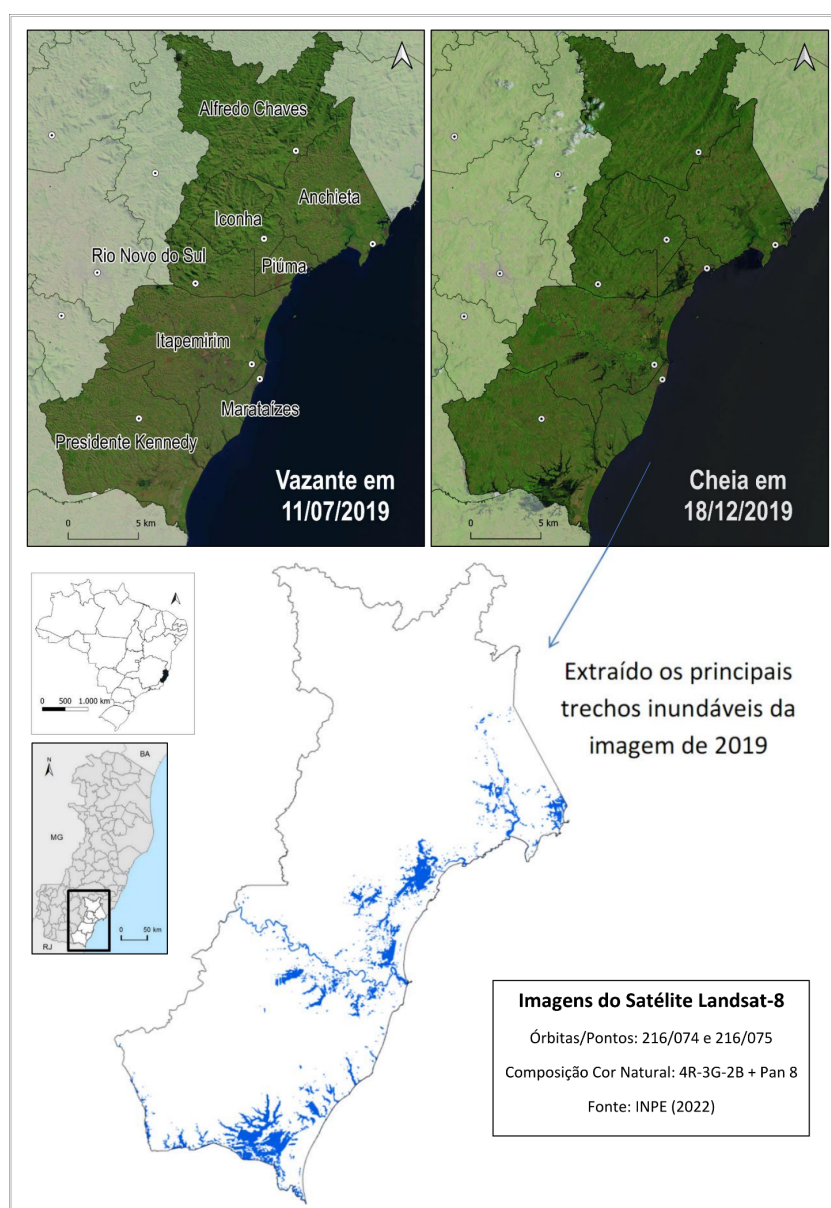 Alfredo Chaves
Anchieta
Iconha
Rio Novo do Sul
Piúma
Itapemirim
Marataízes
Presidente Kennedy
Vazante em
11/07/2019
0 5 km
Cheia em
18/12/2019
0 5 km
0 500 1.000 km
Extraído os principais
trechos inundáveis da
imagem de 2019
N
BA
MG
RJ
0 50 km
Imagens do Satélite Landsat-8
Órbitas/Pontos: 216/074 e 216/075
Composição Cor Natural: 4R-3G-2B + Pan 8
Fonte: INPE (2022)